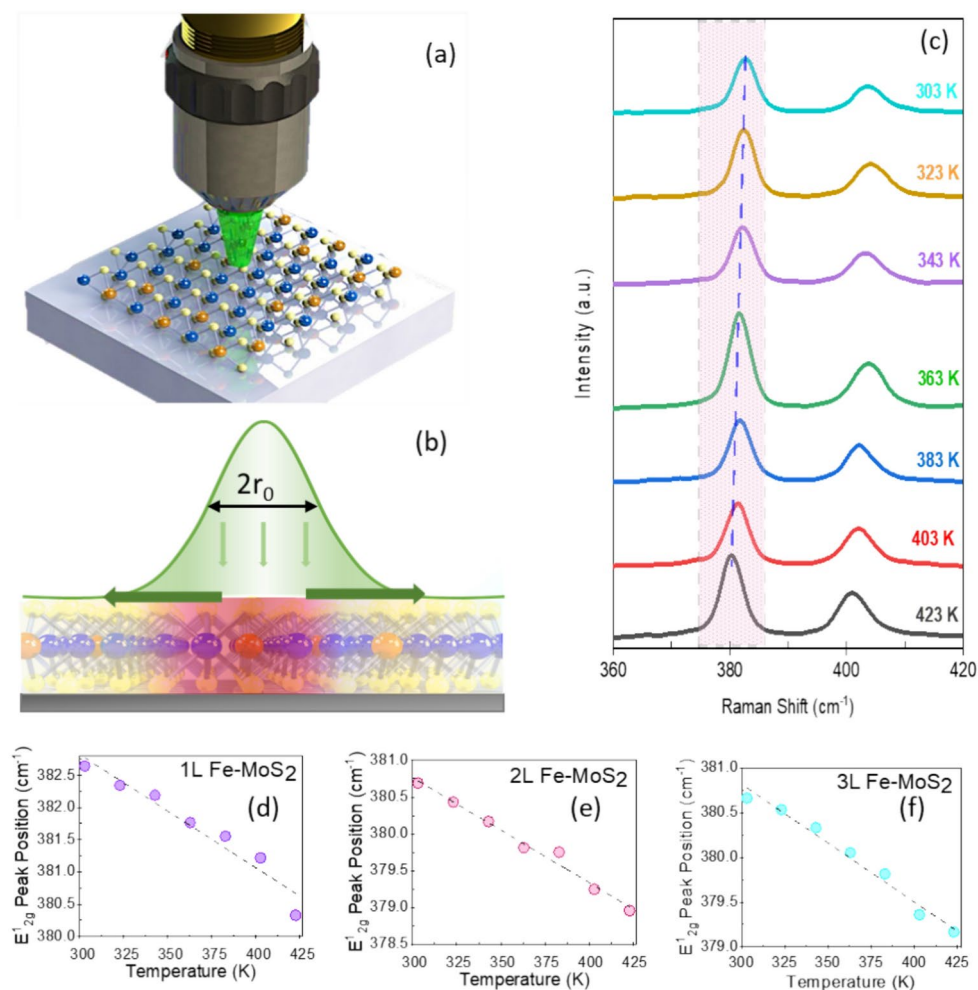 (a)
(b)
2r₀
(c)
303 K
323 K
343 K
363 K
383 K
403 K
423 K
Intensity (a.u.)
360 380 400 420
Raman Shift (cm⁻¹)
1L Fe-MoS₂
(d)
E¹₂g Peak Position (cm⁻¹)
382.5
382.0
381.5
381.0
380.5
380.0
300 325 350 375 400 425
Temperature (K)
2L Fe-MoS₂
(e)
E¹₂g Peak Position (cm⁻¹)
381.0
380.5
380.0
379.5
379.0
378.5
300 325 350 375 400 425
Temperature (K)
3L Fe-MoS₂
(f)
E¹₂g Peak Position (cm⁻¹)
381.0
380.5
380.0
379.5
379.0
300 325 350 375 400 425
Temperature (K)